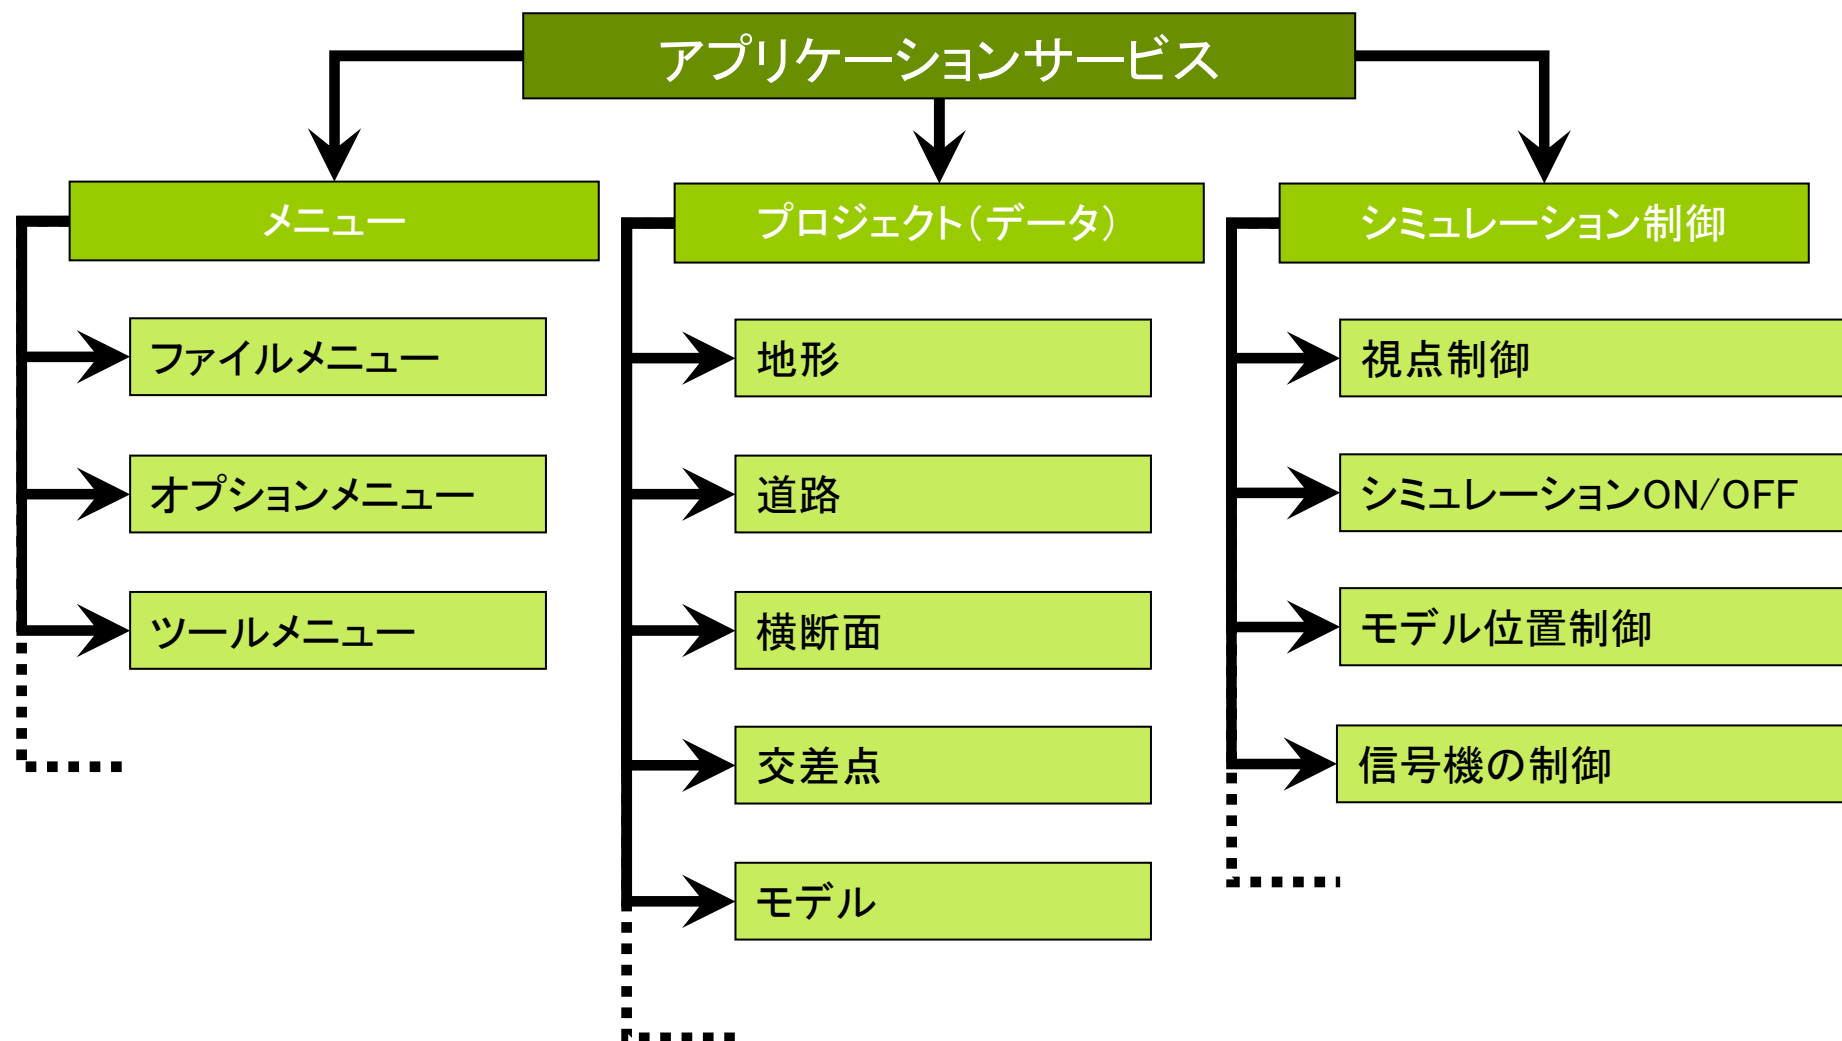 アプリケーションサービス
メニュー
ファイルメニュー
オプションメニュー
ツールメニュー
プロジェクト（データ）
地形
道路
横断面
交差点
モデル
シミュレーション制御
視点制御
シミュレーションON/OFF
モデル位置制御
信号機の制御